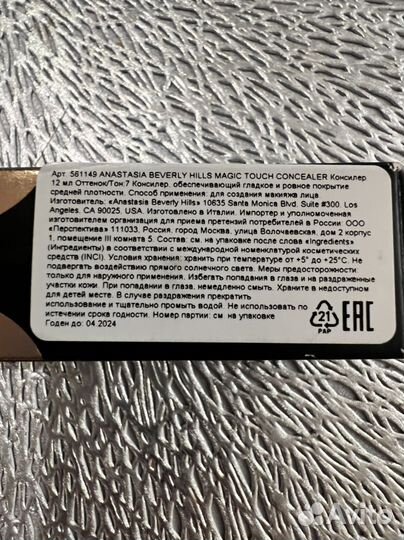 Арт. 561149 ANASTASIA BEVERLY HILLS MAGIC TOUCH CONCEALER Консилер
12 мл Оттенок/Тон:7 Консилер, обеспечивающий гладкое и ровное покрытие
средней плотности. Способ применения: для создания макияжа лица
Изготовитель: «Anastasia Beverly Hills» 10635 Santa Monica Blvd. Suite #300. Los
Angeles, CA 90025. USA. Изготовлено в Италии. Импортер и уполномоченная
изготовителем организация для приема претензий потребителей в России: ООО
«Перспектива» 111033, Россия, город Москва, улица Волочаевская, дом 2 корпус
1, помещение III комната 5. Состав: см. на упаковке после слова «Ingredients»
(Ингредиенты) в соответствии с международной номенклатурой косметических
средств (INCI). Условия хранения: хранить при температуре от +5° до +25°C. Не
подвергать воздействию прямого солнечного света. Меры предосторожности:
только для наружного применения. Избегать попадания в глаза и на раздраженные
участки кожи. При попадании в глаза, немедленно смыть. Хранить в недоступном
для детей месте. В случае раздражения прекратить
использование и тщательно промыть водой. Не использовать по
истечении срока годности. Номер партии: см на упаковке
Годен до: 04.2024
21
PAP
EAC
Avito